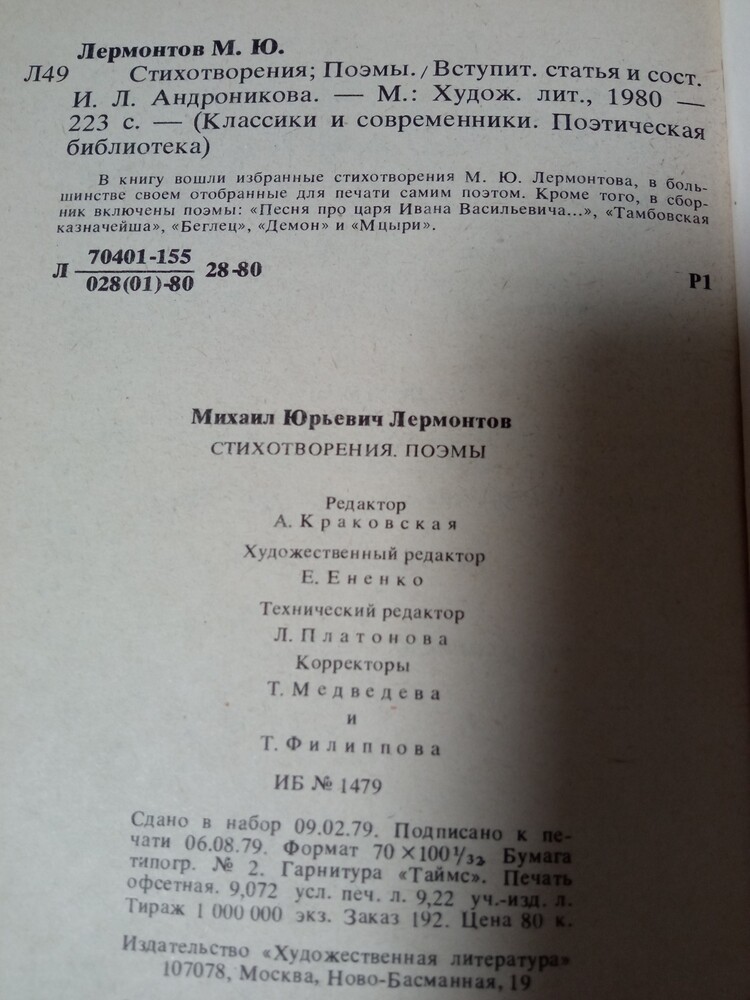 Лермонтов М. Ю.
Л49 Стихотворения; Поэмы. / Вступит. статья и сост.
И. Л. Андроникова. — М.: Худож. лит., 1980 —
223 с. — (Классики и современники. Поэтическая
библиотека)
В книгу вошли избранные стихотворения М. Ю. Лермонтова, в боль-
шинстве своем отобранные для печати самим поэтом. Кроме того, в сбор-
ник включены поэмы: «Песня про царя Ивана Васильевича...», «Тамбовская
казначейша», «Беглец», «Демон» и «Мцыри».
70401-155
Л 28-80
028(01)-80
Р1
Михаил Юрьевич Лермонтов
СТИХОТВОРЕНИЯ. ПОЭМЫ
Редактор
А. Краковская
Художественный редактор
Е. Ененко
Технический редактор
Л. Платонова
Корректоры
Т. Медведева
и
Т. Филиппова
ИБ № 1479
Сдано в набор 09.02.79. Подписано к пе-
чати 06.08.79. Формат 70×100 1/32. Бумага
типогр. № 2. Гарнитура «Таймс». Печать
офсетная. 9,072 усл. печ. л. 9,22 уч.-изд. л.
Тираж 1 000 000 экз. Заказ 192. Цена 80 к.
Издательство «Художественная литература»
107078, Москва, Ново-Басманная, 19